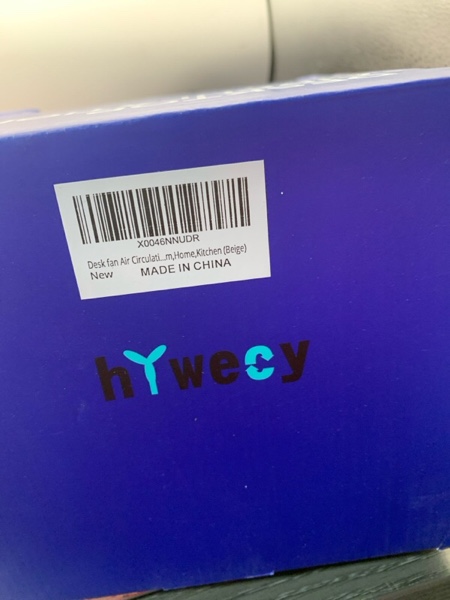 X0046NNUDR
Desk fan Air Circulati...m,Home,Kitchen (Beige)
New MADE IN CHINA
hYwecy